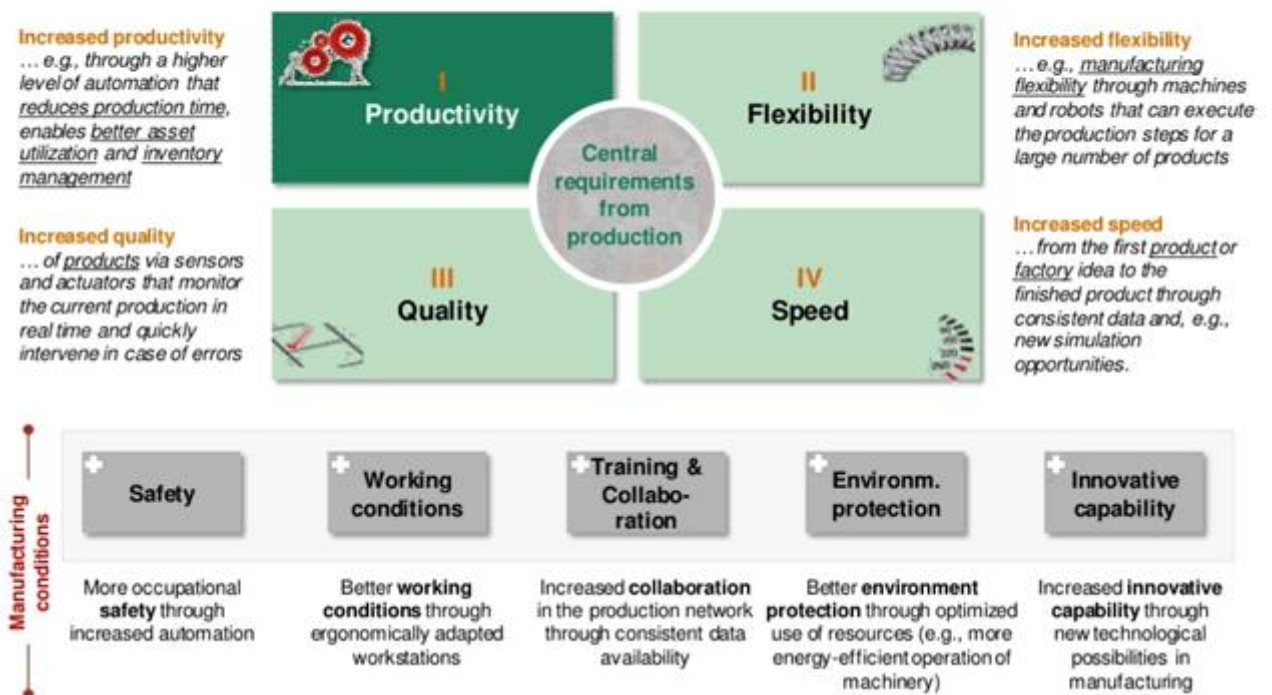 Increased productivity
… e.g., through a higher
level of automation that
reduces production time,
enables better asset
utilization and inventory
management
I
Productivity
II
Flexibility
Increased flexibility
… e.g., manufacturing
flexibility through machines
and robots that can execute
the production steps for a
large number of products
Central
requirements
from
production
Increased quality
… of products via sensors
and actuators that monitor
the current production in
real time and quickly
intervene in case of errors
III
Quality
IV
Speed
Increased speed
…from the first product or
factory idea to the
finished product through
consistent data and, e.g.,
new simulation
opportunities.
Manufacturing
conditions
Safety
Working
conditions
Training &
Collabo-
ration
Environm.
protection
Innovative
capability
More occupational
safety through
increased automation
Better working
conditions through
ergonomically adapted
workstations
Increased collaboration
in the production network
through consistent data
availability
Better environment
protection through optimized
use of resources (e.g., more
energy-efficient operation of
machinery)
Increased innovative
capability through
new technological
possibilities in
manufacturing